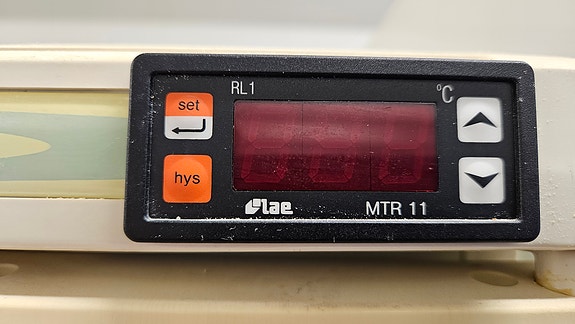 RL1
°C
set
hys
lae
MTR 11